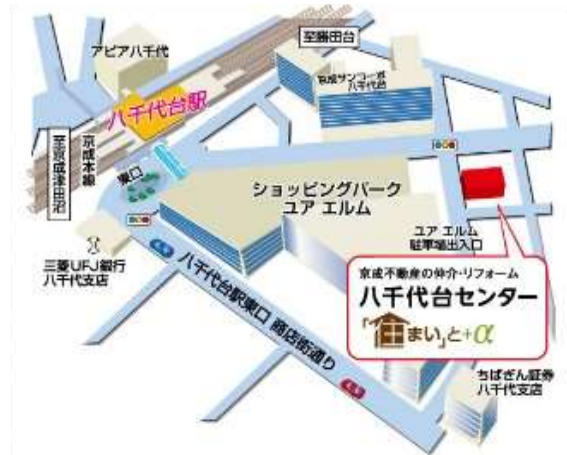 至勝田台
アピア八千代
京成サンコーポ
八千代台
八千代台駅
至京成津田沼
京成本線
東口
ショッピングパーク
ユア エルム
ユア エルム
駐車場出入口
三菱UFJ銀行
八千代支店
八千代台駅東口 商店街通り
京成不動産の仲介・リフォーム
八千代台センター
「まい」と+α
ちばぎん証券
八千代支店